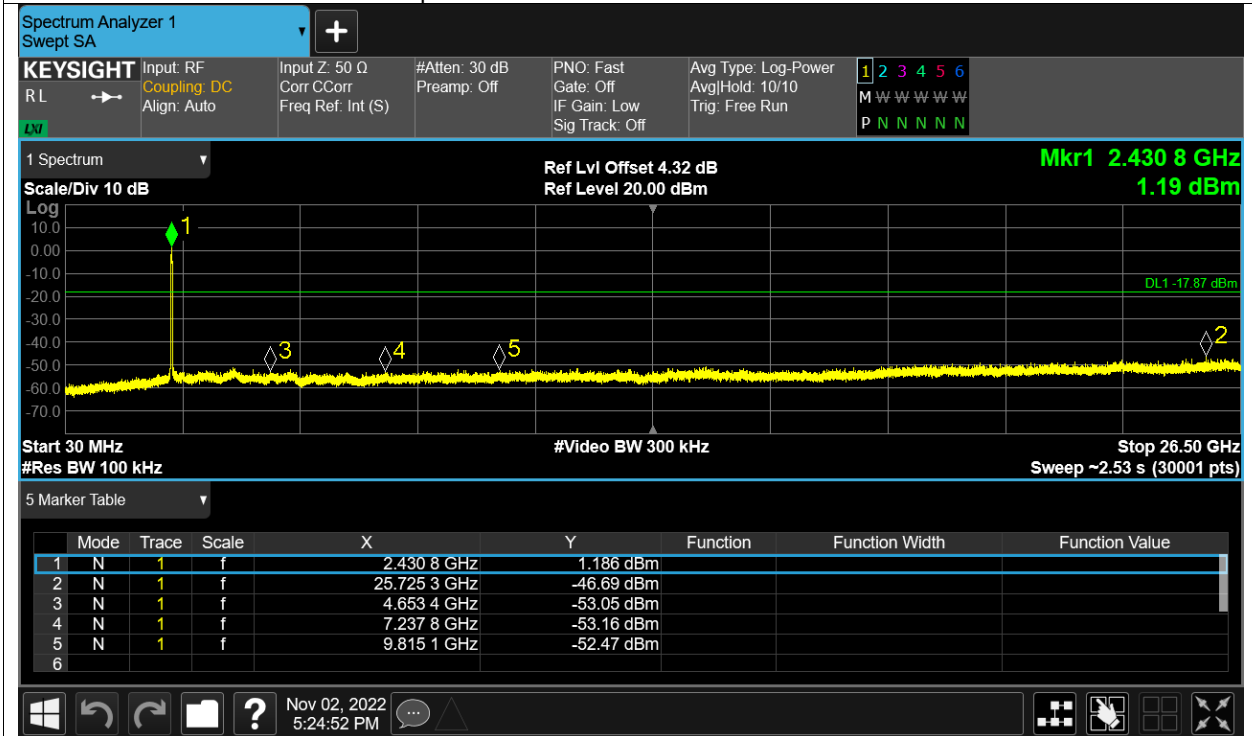 Spectrum Analyzer 1
Swept SA
+
KEYSIGHT
R L
LXI
Input: RF
Coupling: DC
Align: Auto
Input Z: 50 Ω
Corr CCorr
Freq Ref: Int (S)
#Atten: 30 dB
Preamp: Off
PNO: Fast
Gate: Off
IF Gain: Low
Sig Track: Off
Avg Type: Log-Power
Avg|Hold: 10/10
Trig: Free Run
1 2 3 4 5 6
M W W W W W
P N N N N N
1 Spectrum
Scale/Div 10 dB
Ref Lvl Offset 4.32 dB
Ref Level 20.00 dBm
Mkr1 2.430 8 GHz
1.19 dBm
Log
10.0
0.00
-10.0
-20.0
-30.0
-40.0
-50.0
-60.0
-70.0
1
DL1 -17.87 dBm
3
4
5
2
Start 30 MHz
#Res BW 100 kHz
#Video BW 300 kHz
Stop 26.50 GHz
Sweep ~2.53 s (30001 pts)
5 Marker Table
Mode Trace Scale X Y Function Function Width Function Value
1 N 1 f 2.430 8 GHz 1.186 dBm
2 N 1 f 25.725 3 GHz -46.69 dBm
3 N 1 f 4.653 4 GHz -53.05 dBm
4 N 1 f 7.237 8 GHz -53.16 dBm
5 N 1 f 9.815 1 GHz -52.47 dBm
6
?
Nov 02, 2022
5:24:52 PM